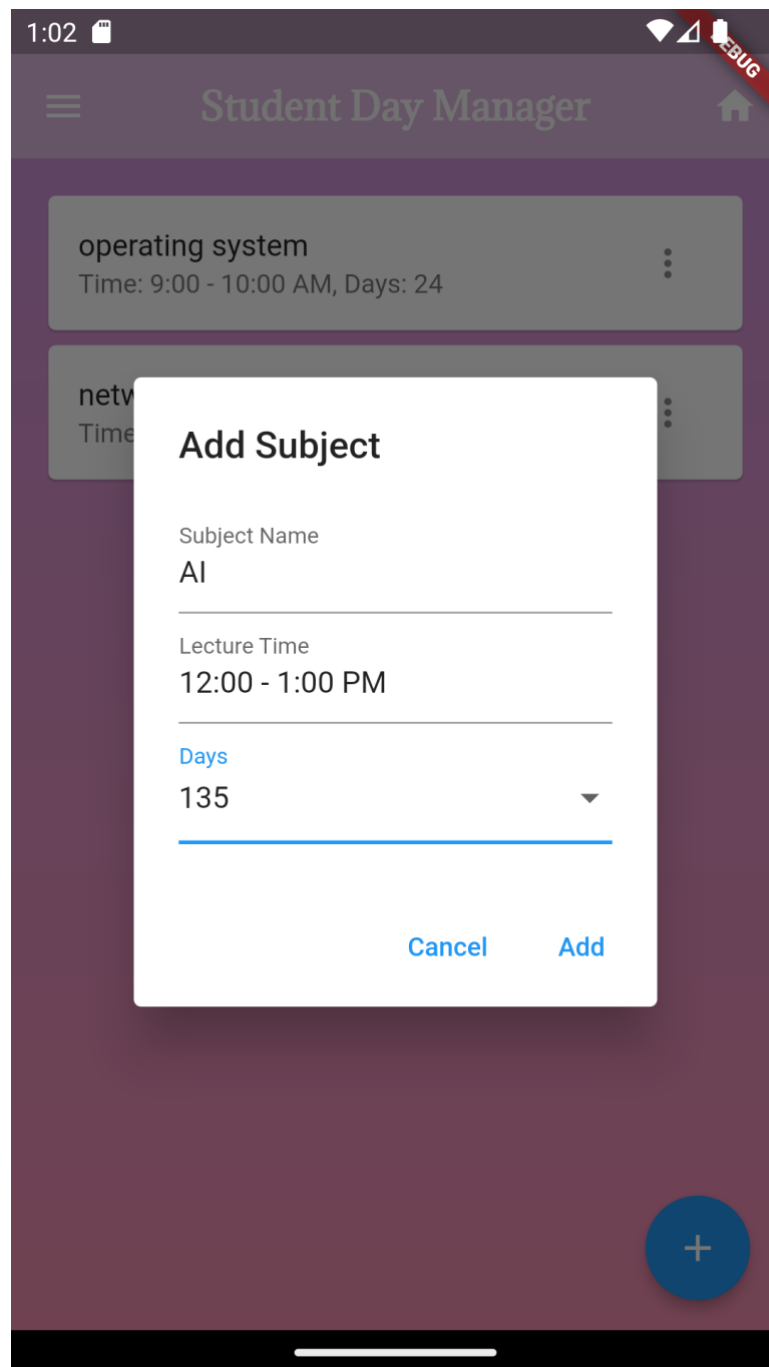 1:02
DEBUG
Student Day Manager
operating system
Time: 9:00 - 10:00 AM, Days: 24
Time
Add Subject
Subject Name
AI
Lecture Time
12:00 - 1:00 PM
Days
135
Cancel Add